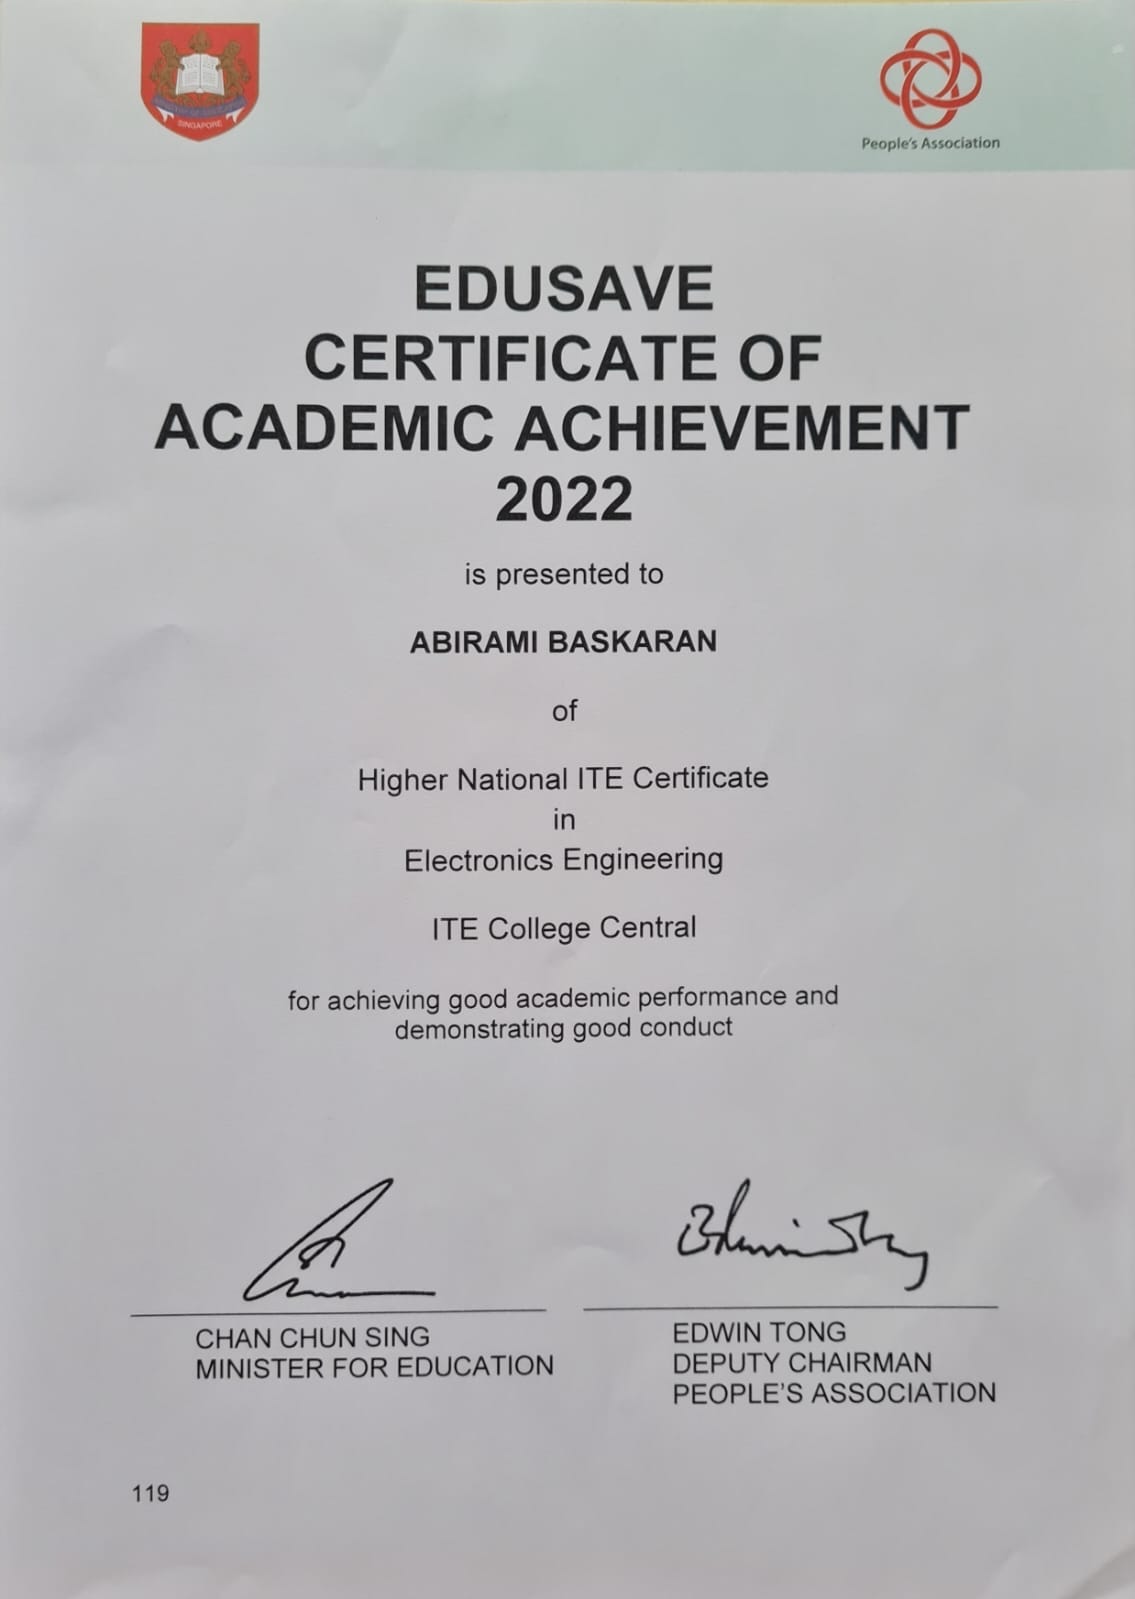 SINGAPORE
People's Association
EDUSAVE
CERTIFICATE OF
ACADEMIC ACHIEVEMENT
2022
is presented to
ABIRAMI BASKARAN
of
Higher National ITE Certificate
in
Electronics Engineering
ITE College Central
for achieving good academic performance and
demonstrating good conduct
CHAN CHUN SING
MINISTER FOR EDUCATION
EDWIN TONG
DEPUTY CHAIRMAN
PEOPLE'S ASSOCIATION
119